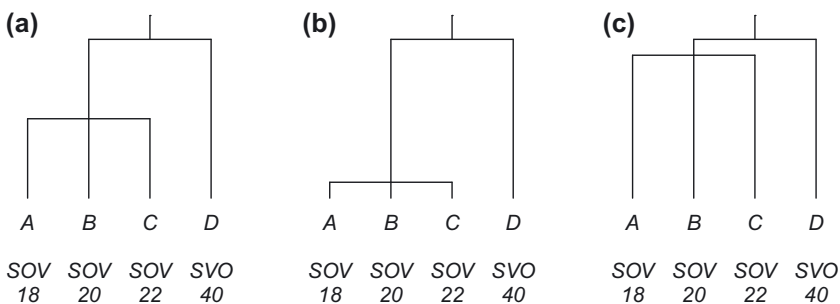 (a) (b) (c)
A B C D A B C D A B C D
SOV SOV SOV SVO SOV SOV SOV SVO SOV SOV SOV SVO
18 20 22 40 18 20 22 40 18 20 22 40